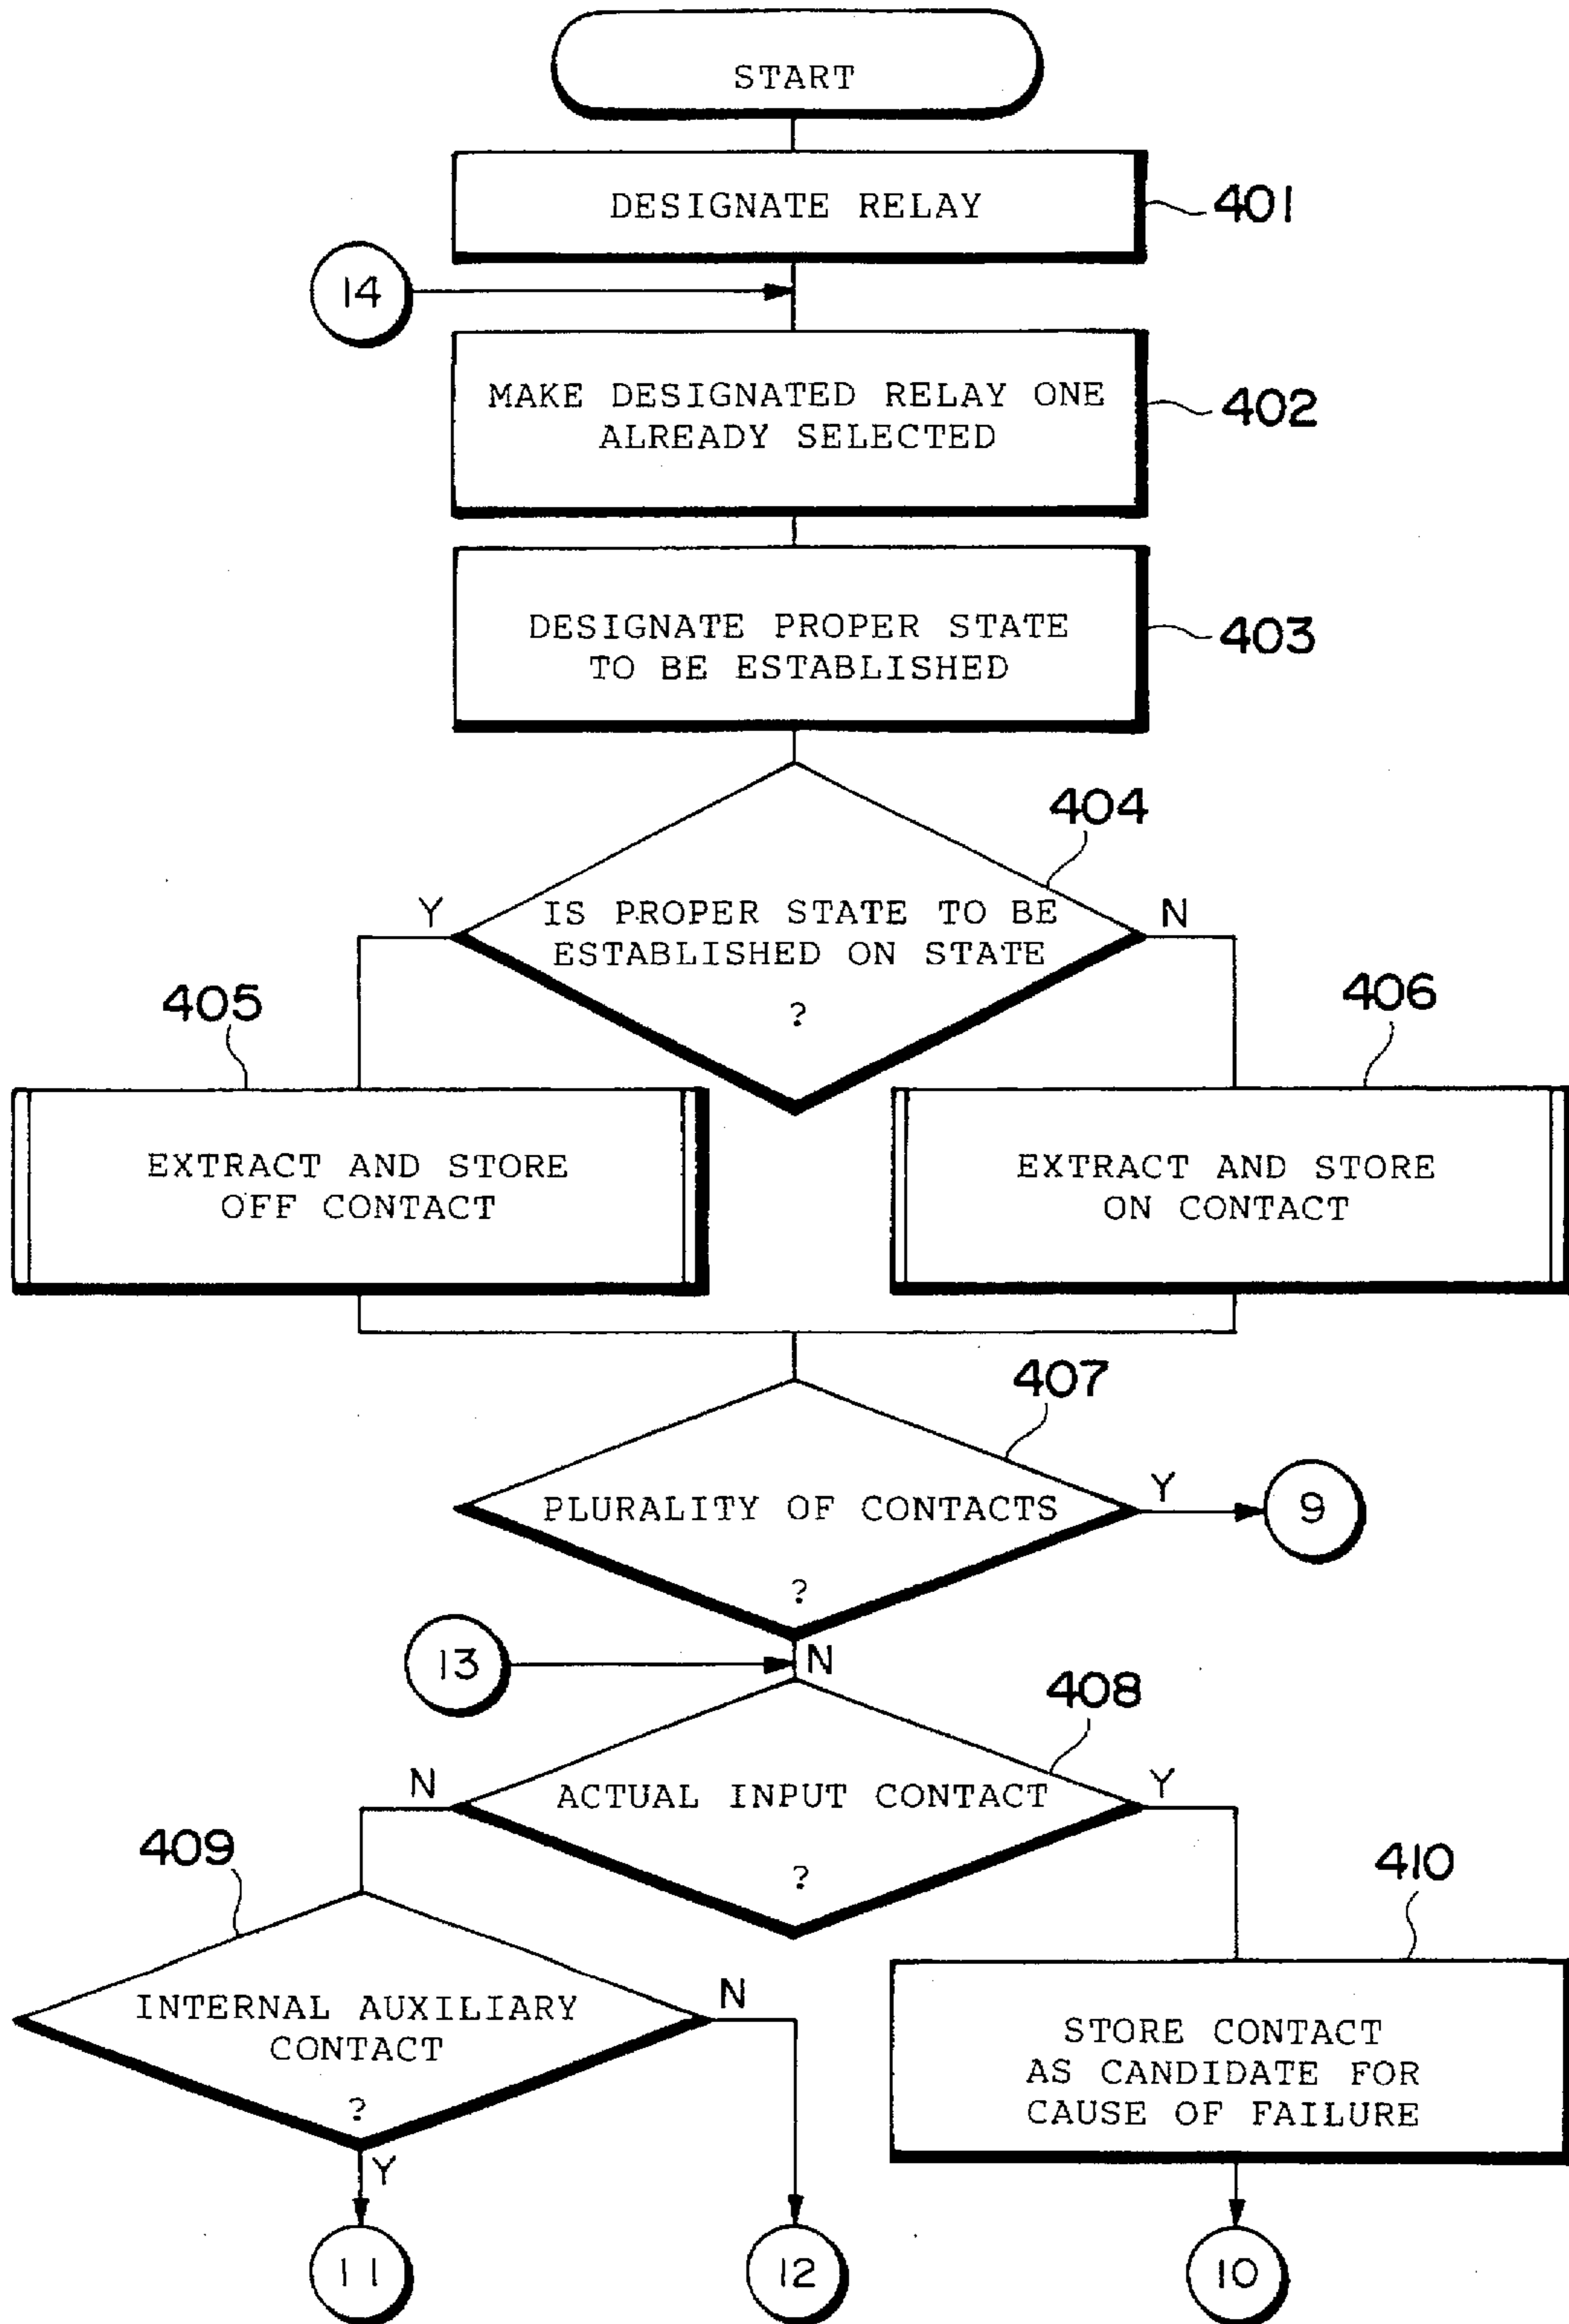 START
DESIGNATE RELAY
401
14
MAKE DESIGNATED RELAY ONE
ALREADY SELECTED
402
DESIGNATE PROPER STATE
TO BE ESTABLISHED
403
404
Y
IS PROPER STATE TO BE
ESTABLISHED ON STATE
?
N
405
406
EXTRACT AND STORE
OFF CONTACT
EXTRACT AND STORE
ON CONTACT
407
PLURALITY OF CONTACTS
?
Y
9
13
N
408
N
ACTUAL INPUT CONTACT
?
Y
409
410
INTERNAL AUXILIARY
CONTACT
?
N
STORE CONTACT
AS CANDIDATE FOR
CAUSE OF FAILURE
Y
11
12
10